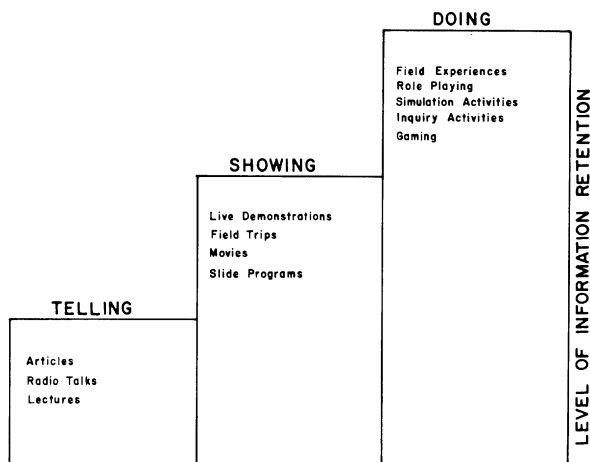 DOING
Field Experiences
Role Playing
Simulation Activities
Inquiry Activities
Gaming
SHOWING
Live Demonstrations
Field Trips
Movies
Slide Programs
TELLING
Articles
Radio Talks
Lectures
LEVEL OF INFORMATION RETENTION